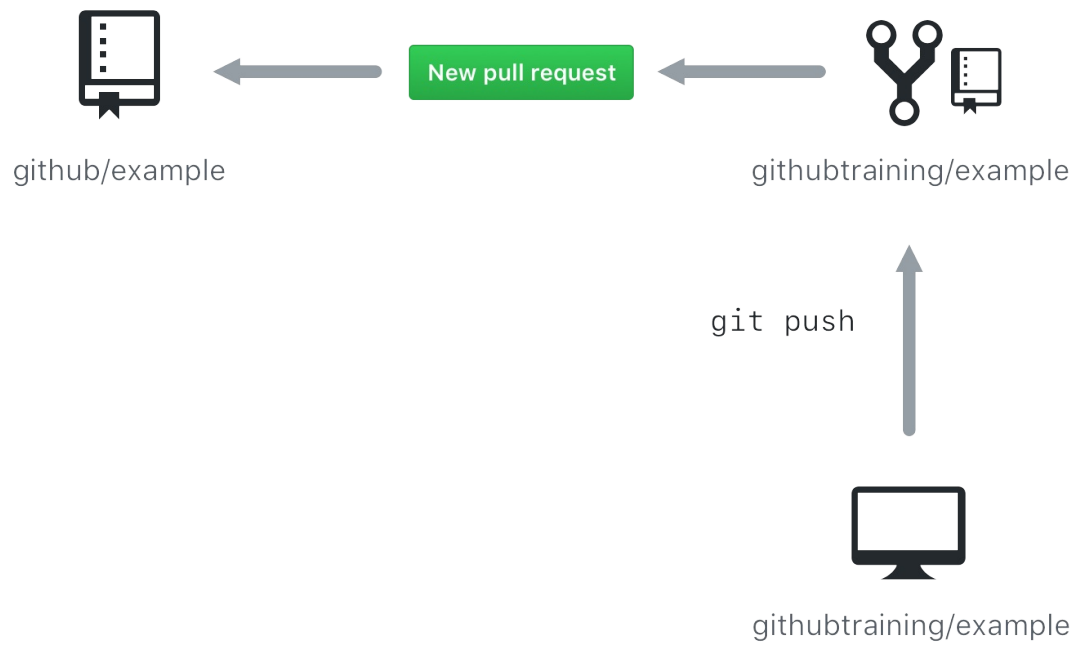 New pull request
github/example
githubtraining/example
git push
githubtraining/example